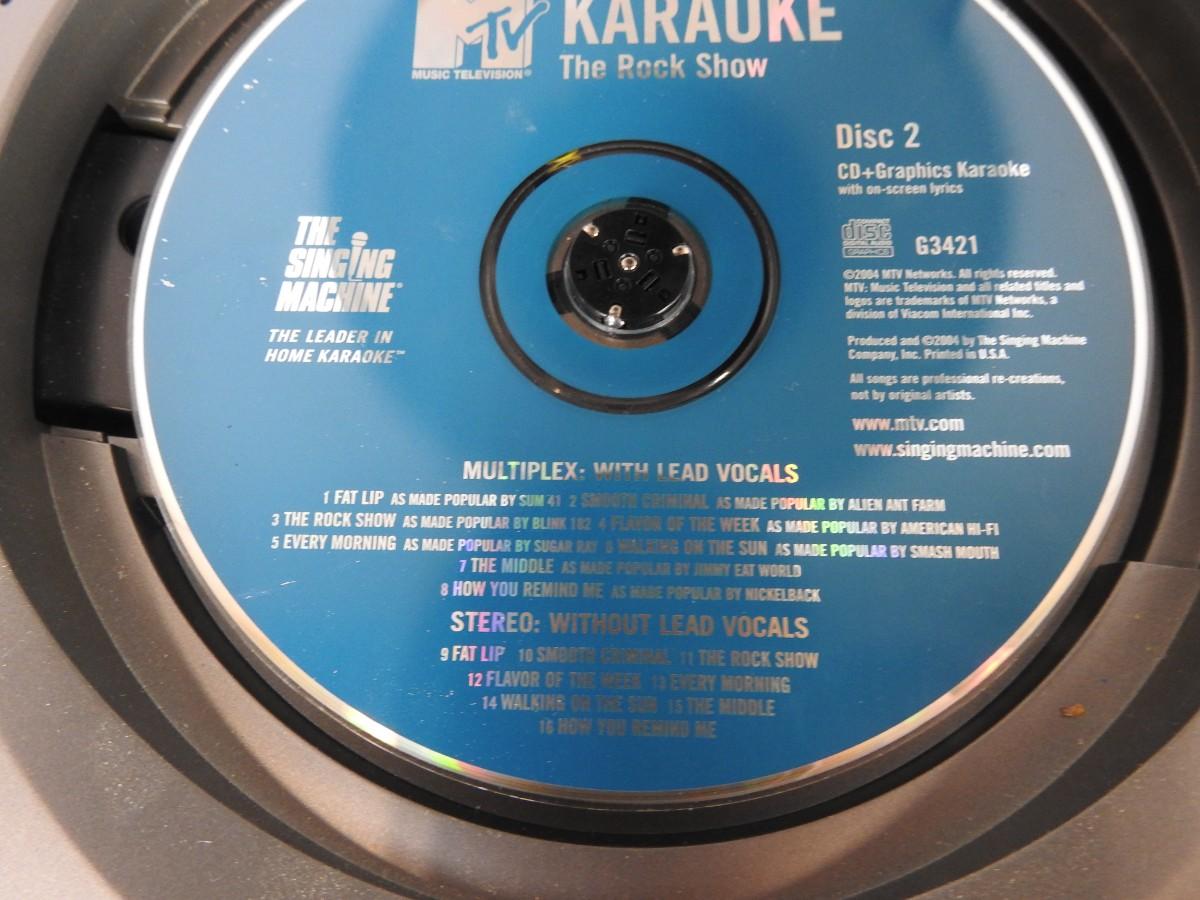 MTV
MUSIC TELEVISION®
KARAOKE
The Rock Show
Disc 2
CD+Graphics Karaoke
with on-screen lyrics
COMPACT
disc
DIGITAL AUDIO
GRAPHICS
G3421
©2004 MTV Networks. All rights reserved.
MTV: Music Television and all related titles and
logos are trademarks of MTV Networks, a
division of Viacom International Inc.
Produced and ©2004 by The Singing Machine
Company, Inc. Printed in U.S.A.
All songs are professional re-creations,
not by original artists.
www.mtv.com
www.singingmachine.com
THE
SINGING
MACHINE®
THE LEADER IN
HOME KARAOKE™
MULTIPLEX: WITH LEAD VOCALS
1 FAT LIP AS MADE POPULAR BY SUM 41 2 SMOOTH CRIMINAL AS MADE POPULAR BY ALIEN ANT FARM
3 THE ROCK SHOW AS MADE POPULAR BY BLINK 182 4 FLAVOR OF THE WEEK AS MADE POPULAR BY AMERICAN HI-FI
5 EVERY MORNING AS MADE POPULAR BY SUGAR RAY 6 WALKING ON THE SUN AS MADE POPULAR BY SMASH MOUTH
7 THE MIDDLE AS MADE POPULAR BY JIMMY EAT WORLD
8 HOW YOU REMIND ME AS MADE POPULAR BY NICKELBACK
STEREO: WITHOUT LEAD VOCALS
9 FAT LIP 10 SMOOTH CRIMINAL 11 THE ROCK SHOW
12 FLAVOR OF THE WEEK 13 EVERY MORNING
14 WALKING ON THE SUN 15 THE MIDDLE
16 HOW YOU REMIND ME